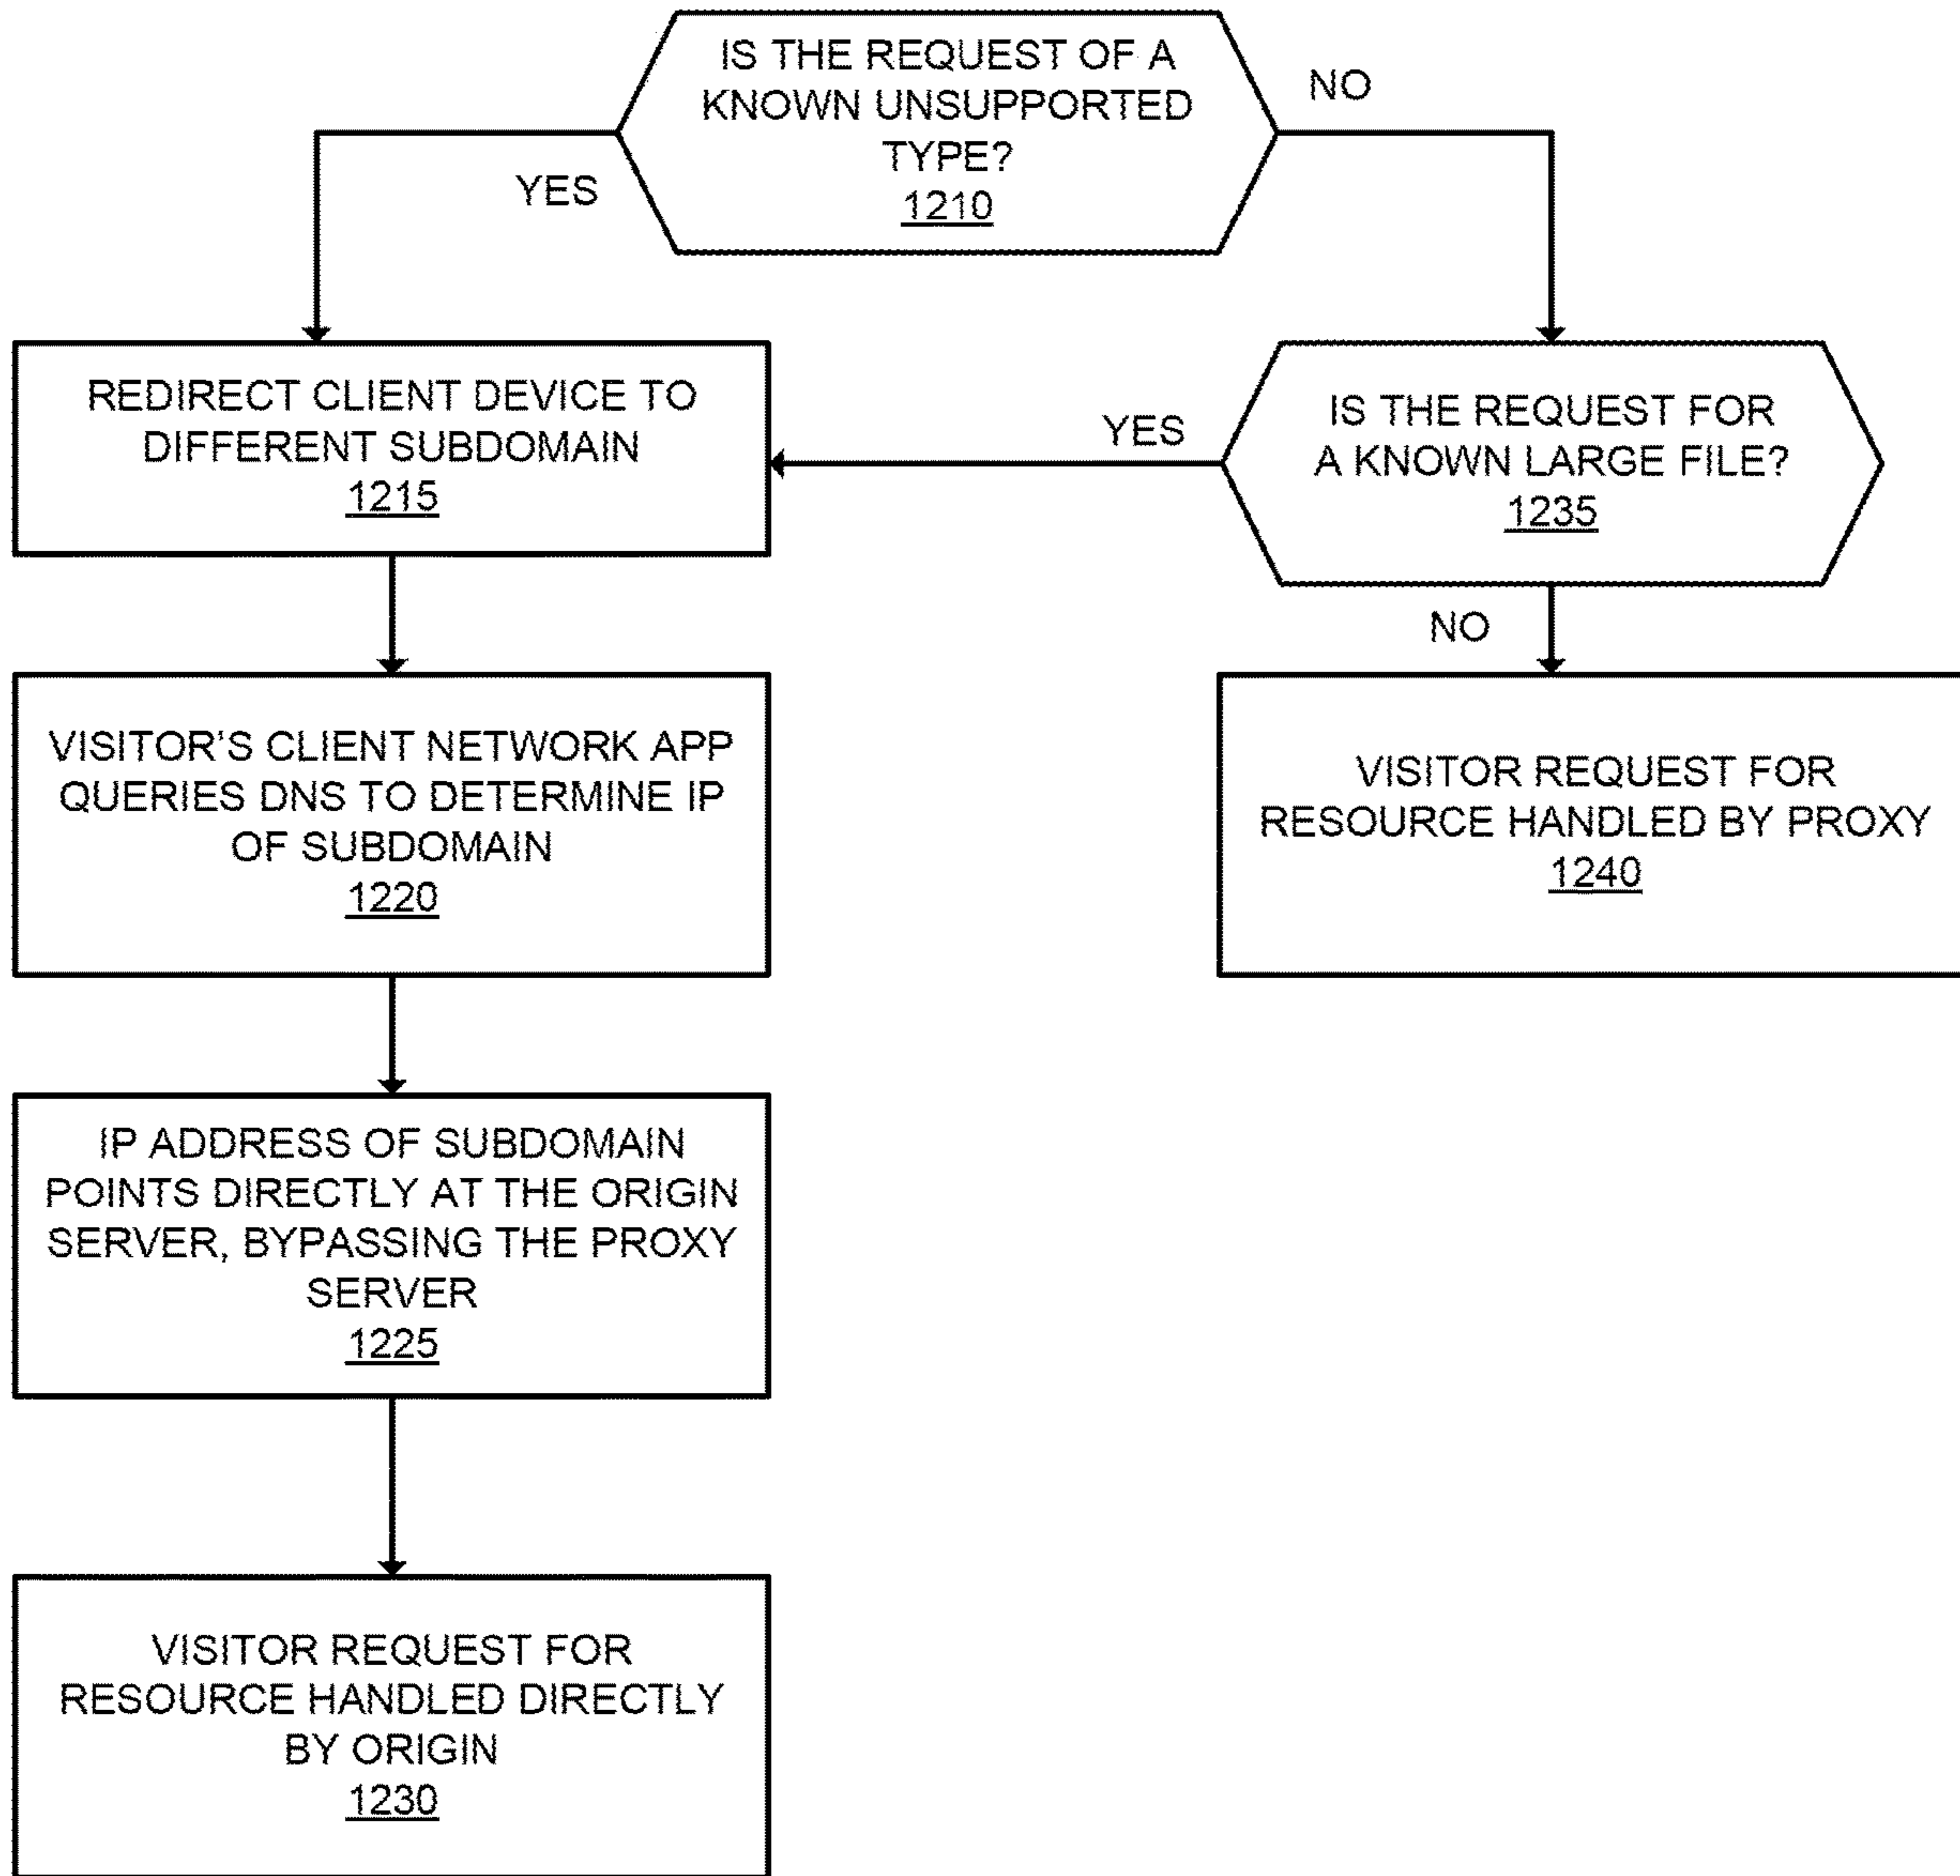 IS THE REQUEST OF A
KNOWN UNSUPPORTED
TYPE?
1210
NO
YES
REDIRECT CLIENT DEVICE TO
DIFFERENT SUBDOMAIN
1215
YES
IS THE REQUEST FOR
A KNOWN LARGE FILE?
1235
NO
VISITOR'S CLIENT NETWORK APP
QUERIES DNS TO DETERMINE IP
OF SUBDOMAIN
1220
VISITOR REQUEST FOR
RESOURCE HANDLED BY PROXY
1240
IP ADDRESS OF SUBDOMAIN
POINTS DIRECTLY AT THE ORIGIN
SERVER, BYPASSING THE PROXY
SERVER
1225
VISITOR REQUEST FOR
RESOURCE HANDLED DIRECTLY
BY ORIGIN
1230